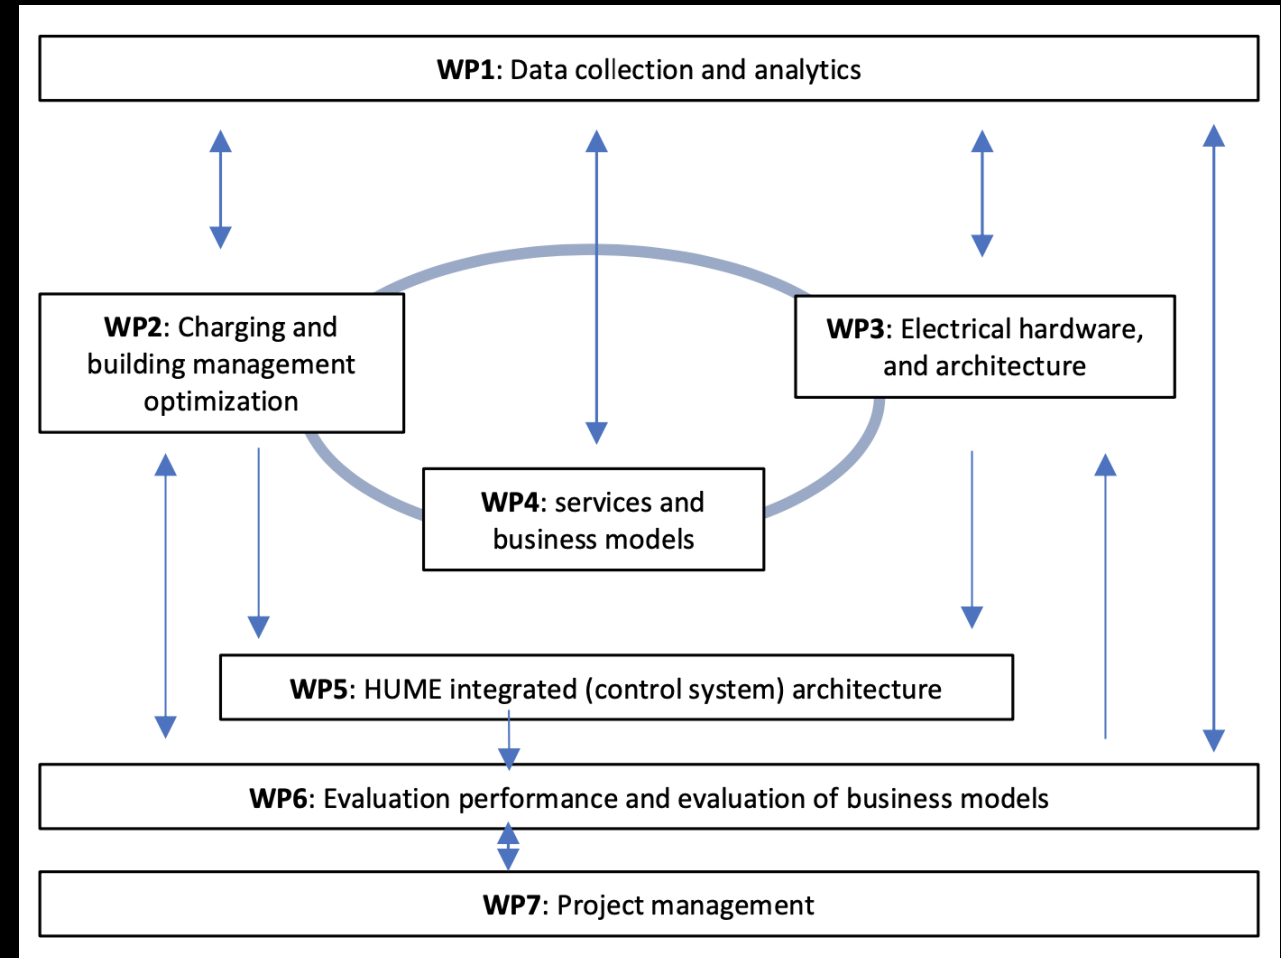 WP1: Data collection and analytics
WP2: Charging and
building management
optimization
WP3: Electrical hardware,
and architecture
WP4: services and
business models
WP5: HUME integrated (control system) architecture
WP6: Evaluation performance and evaluation of business models
WP7: Project management